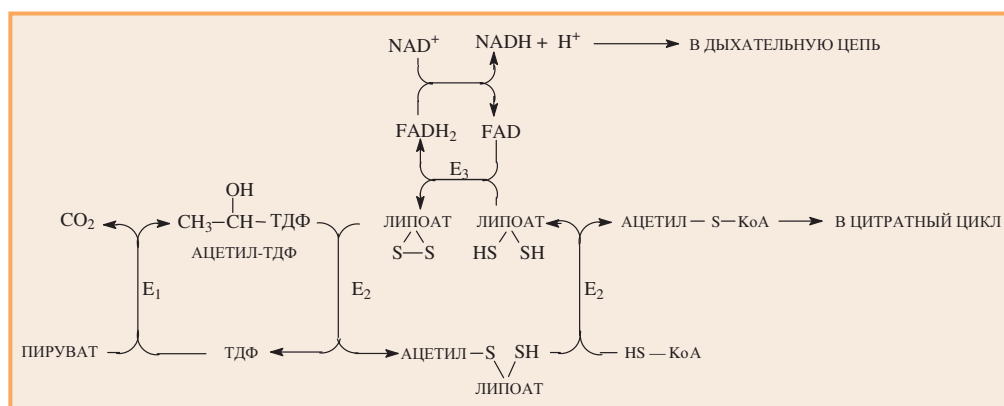 NAD⁺ NADH + H⁺ В ДЫХАТЕЛЬНУЮ ЦЕПЬ
FADH₂ FAD
E₃
OH
CO₂ CH₃—CH—ТДФ ЛИПОАТ ЛИПОАТ АЦЕТИЛ—S—KoA В ЦИТРАТНЫЙ ЦИКЛ
АЦЕТИЛ-ТДФ S—S HS SH
E₁ E₂ E₂
ПИРУВАТ ТДФ АЦЕТИЛ—S SH HS—KoA
ЛИПОАТ